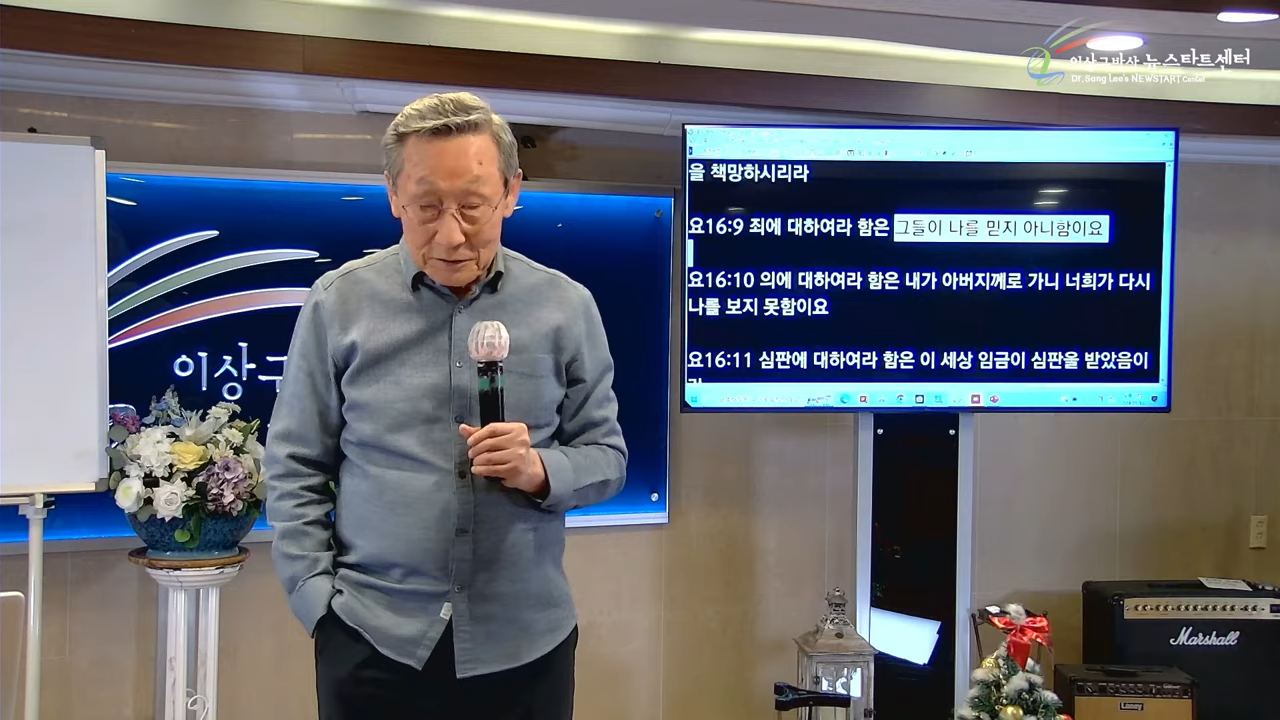 이상구박사 뉴스타트센터
Dr. Sang Lee's NEWSTART Center
을 책망하시리라
요16:9 죄에 대하여라 함은 그들이 나를 믿지 아니함이요
요16:10 의에 대하여라 함은 내가 아버지께로 가니 너희가 다시
나를 보지 못함이요
요16:11 심판에 대하여라 함은 이 세상 임금이 심판을 받았음이
이상구
Marshall
Laney